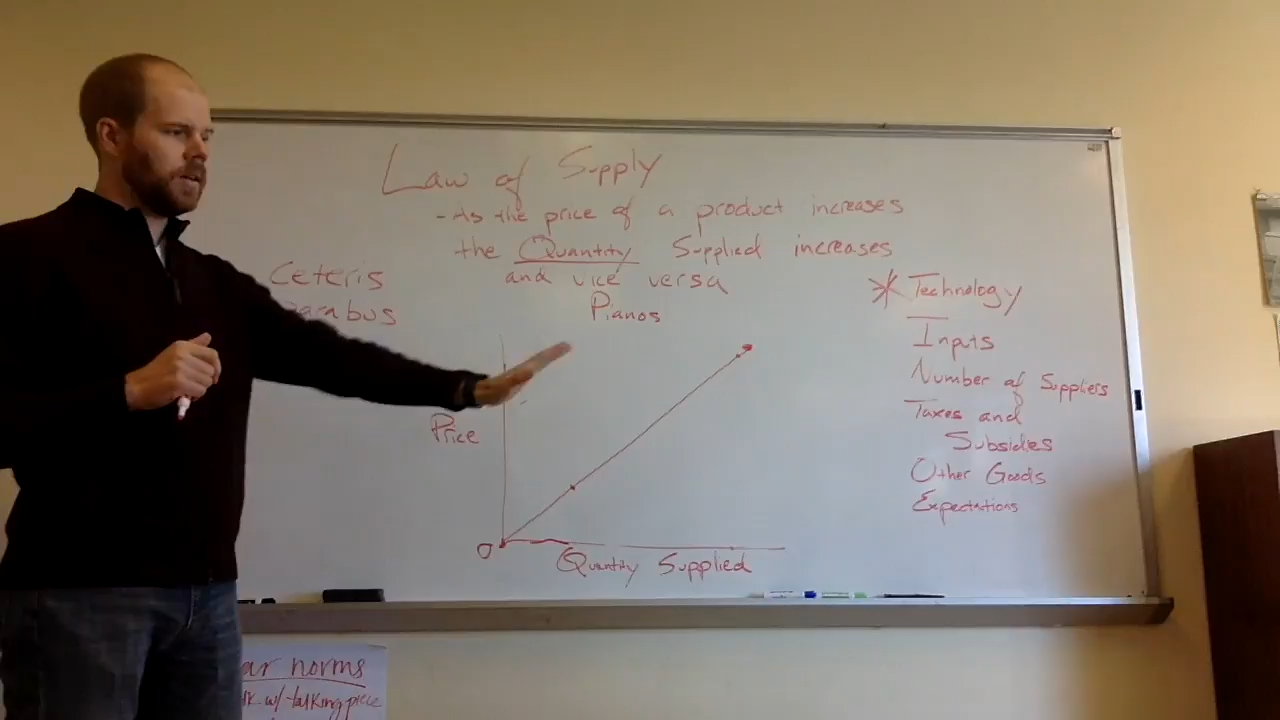 Law of Supply
- As the price of a product increases
the Quantity Supplied increases
and vice versa
Ceteris
Parabus
Pianos
Price
0
Quantity Supplied
* Technology
Inputs
Number of Suppliers
Taxes and
Subsidies
Other Goods
Expectations
norms
w/ talking piece